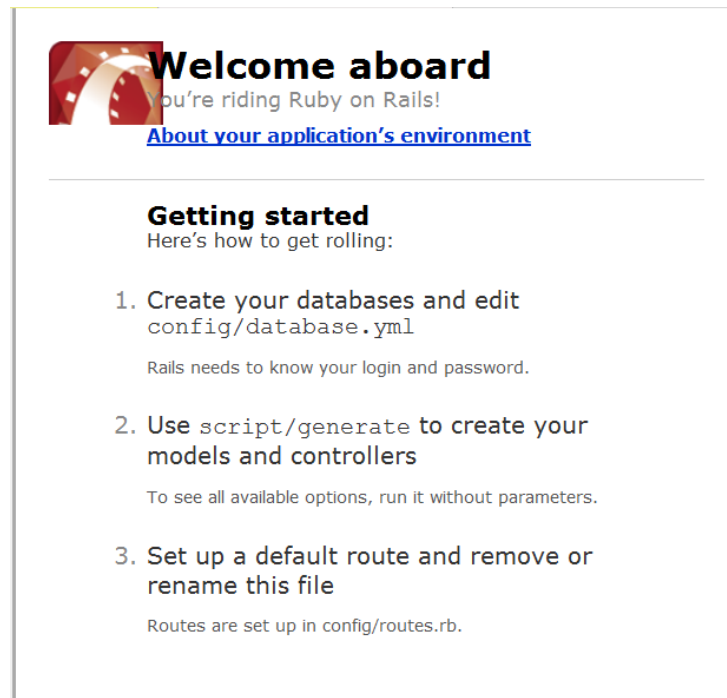 Welcome aboard
You’re riding Ruby on Rails!
About your application’s environment
Getting started
Here’s how to get rolling:
1. Create your databases and edit
config/database.yml
Rails needs to know your login and password.
2. Use script/generate to create your
models and controllers
To see all available options, run it without parameters.
3. Set up a default route and remove or
rename this file
Routes are set up in config/routes.rb.